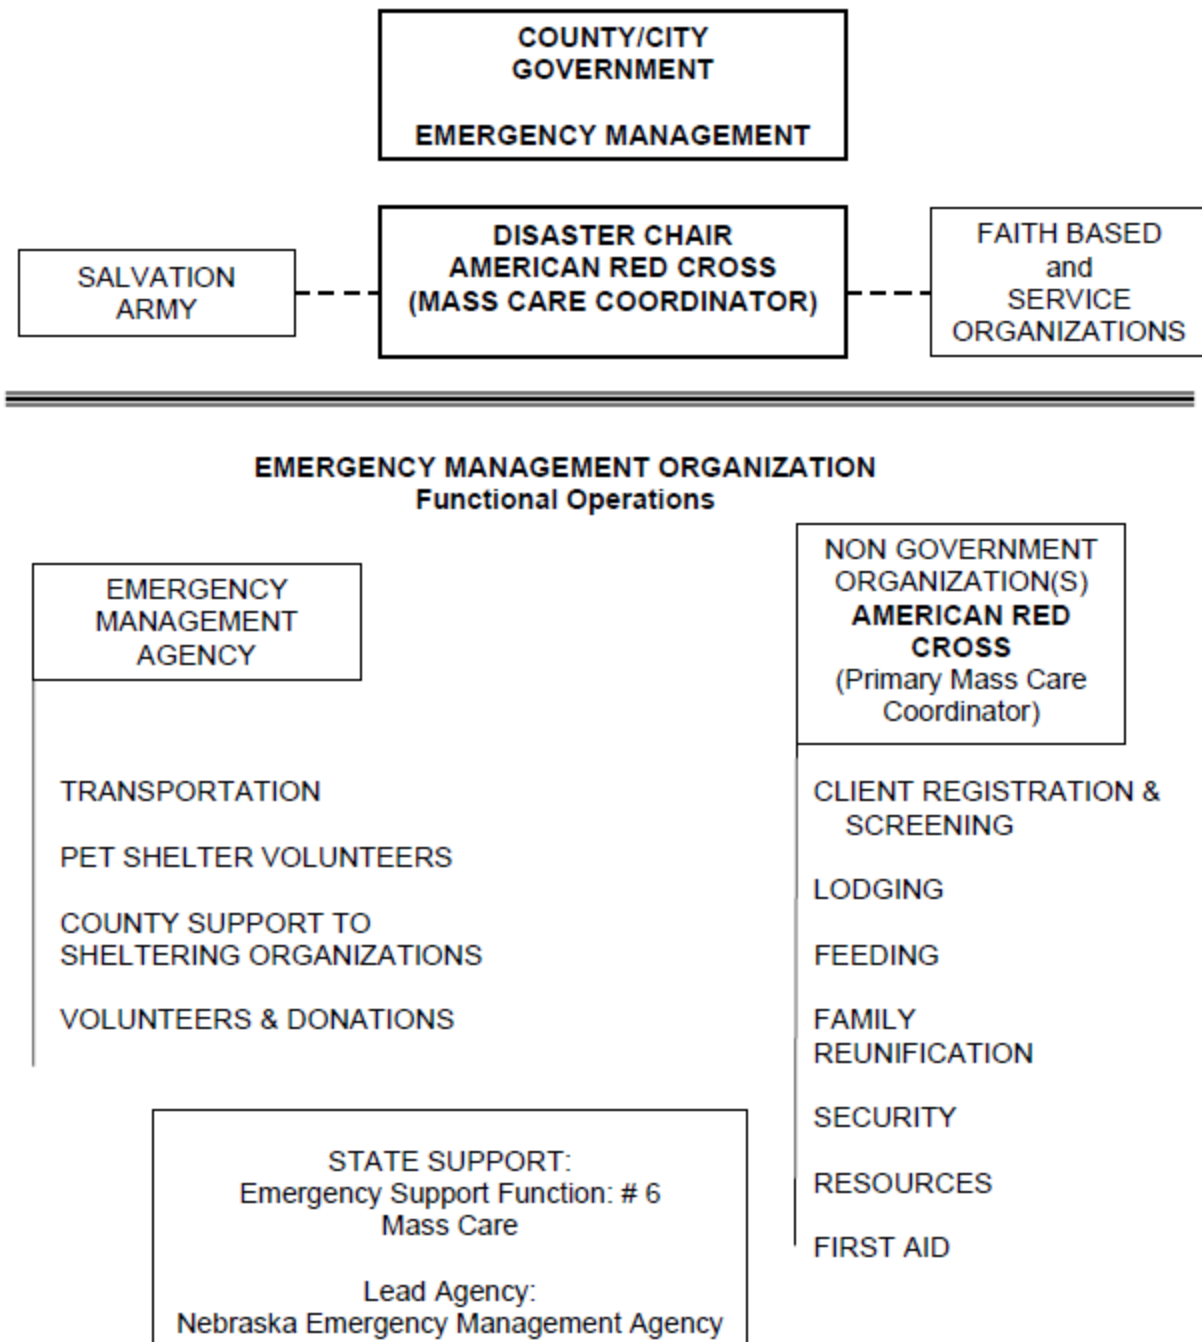 COUNTY/CITY
GOVERNMENT
EMERGENCY MANAGEMENT
SALVATION
ARMY
DISASTER CHAIR
AMERICAN RED CROSS
(MASS CARE COORDINATOR)
FAITH BASED
and
SERVICE
ORGANIZATIONS
EMERGENCY MANAGEMENT ORGANIZATION
Functional Operations
EMERGENCY
MANAGEMENT
AGENCY
TRANSPORTATION
PET SHELTER VOLUNTEERS
COUNTY SUPPORT TO
SHELTERING ORGANIZATIONS
VOLUNTEERS & DONATIONS
NON GOVERNMENT
ORGANIZATION(S)
AMERICAN RED
CROSS
(Primary Mass Care
Coordinator)
CLIENT REGISTRATION &
SCREENING
LODGING
FEEDING
FAMILY
REUNIFICATION
SECURITY
RESOURCES
FIRST AID
STATE SUPPORT:
Emergency Support Function: # 6
Mass Care
Lead Agency:
Nebraska Emergency Management Agency